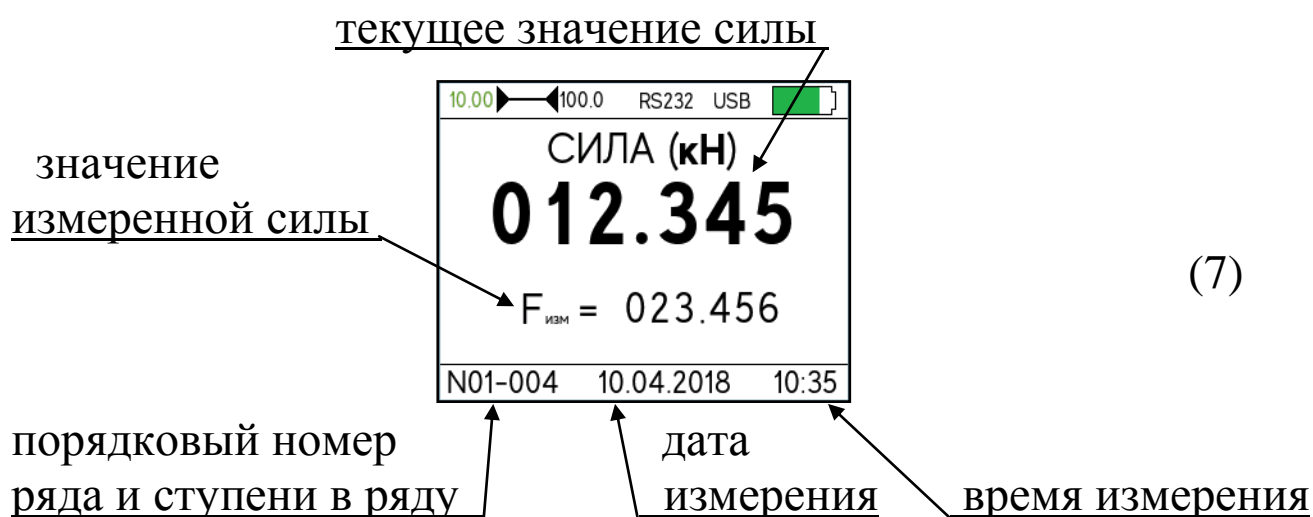 текущее значение силы
10.00 100.0 RS232 USB
СИЛА (кН)
значение
измеренной силы
012.345
(7)
Fизм = 023.456
N01-004 10.04.2018 10:35
порядковый номер
ряда и ступени в ряду
дата
измерения
время измерения